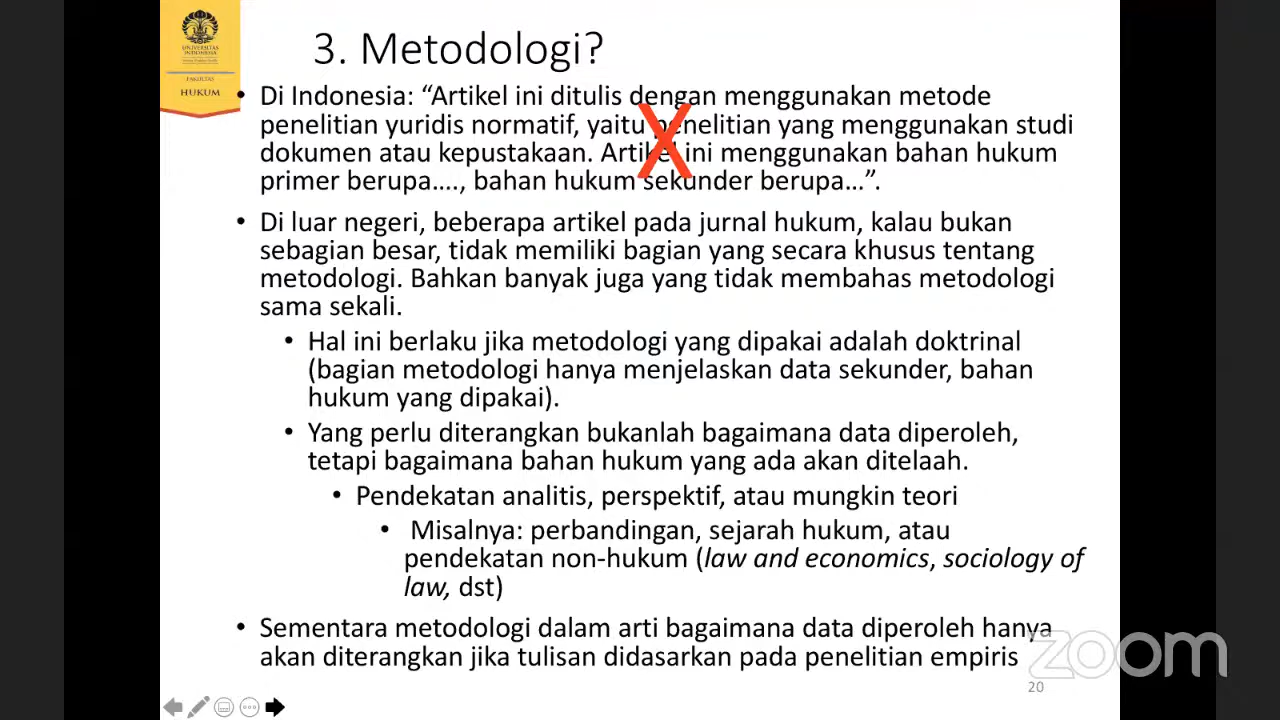 UNIVERSITAS
INDONESIA
FAKULTAS
HUKUM
3. Metodologi?
• Di Indonesia: “Artikel ini ditulis dengan menggunakan metode
penelitian yuridis normatif, yaitu penelitian yang menggunakan studi
dokumen atau kepustakaan. Artikel ini menggunakan bahan hukum
primer berupa...., bahan hukum sekunder berupa...”.
X
• Di luar negeri, beberapa artikel pada jurnal hukum, kalau bukan
sebagian besar, tidak memiliki bagian yang secara khusus tentang
metodologi. Bahkan banyak juga yang tidak membahas metodologi
sama sekali.
• Hal ini berlaku jika metodologi yang dipakai adalah doktrinal
(bagian metodologi hanya menjelaskan data sekunder, bahan
hukum yang dipakai).
• Yang perlu diterangkan bukanlah bagaimana data diperoleh,
tetapi bagaimana bahan hukum yang ada akan ditelaah.
• Pendekatan analitis, perspektif, atau mungkin teori
• Misalnya: perbandingan, sejarah hukum, atau
pendekatan non-hukum (law and economics, sociology of
law, dst)
• Sementara metodologi dalam arti bagaimana data diperoleh hanya
akan diterangkan jika tulisan didasarkan pada penelitian empiris
zoom
20